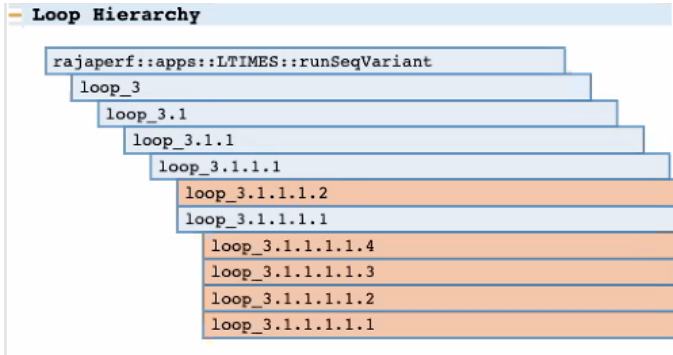 Loop Hierarchy
rajaperf::apps::LTIMES::runSeqVariant
loop_3
loop_3.1
loop_3.1.1
loop_3.1.1.1
loop_3.1.1.1.2
loop_3.1.1.1.1
loop_3.1.1.1.1.4
loop_3.1.1.1.1.3
loop_3.1.1.1.1.2
loop_3.1.1.1.1.1